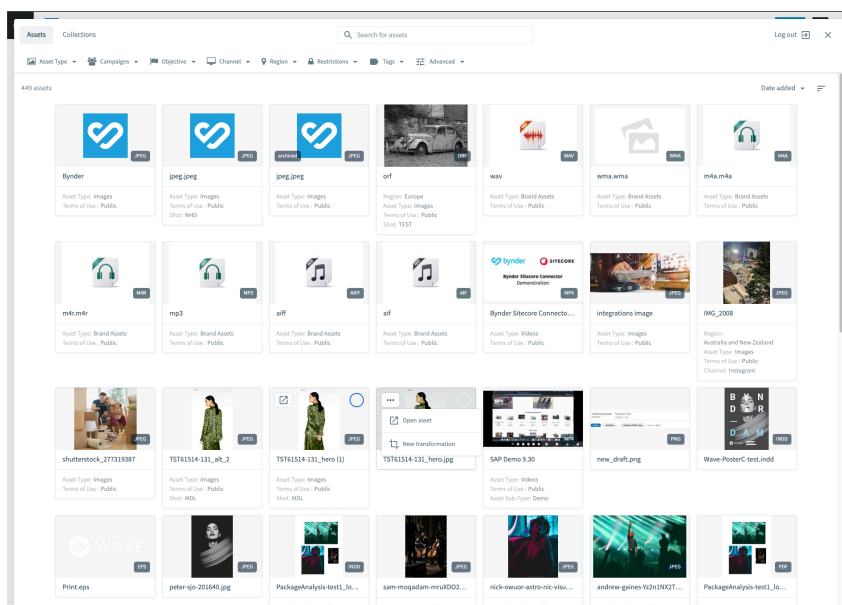 Assets Collections Search for assets Log out
Asset Type Campaigns Objective Channel Region Restrictions Tags Advanced
449 assets Date added
JPEG JPEG archived JPEG ORF WAV WMA M4A
Bynder jpeg.jpeg jpeg.jpeg orf wav wma.wma m4a.m4a
Asset Type: Images Asset Type: Images Asset Type: Images Region: Europe Asset Type: Brand Assets Asset Type: Brand Assets Asset Type: Brand Assets
Terms of Use : Public Terms of Use : Public Terms of Use : Public Asset Type: Images Terms of Use : Public Terms of Use : Public Terms of Use : Public
Shot: NHD Terms of Use : Public
Shot: TEST
bynder SITECORE
Bynder Sitecore Connector
Demonstration
M4R MP3 AIFF AIF MP4 JPEG JPEG
m4r.m4r mp3 aiff aif Bynder Sitecore Connecto... integrations image IMG_2008
Asset Type: Brand Assets Asset Type: Brand Assets Asset Type: Brand Assets Asset Type: Brand Assets Asset Type: Videos Asset Type: Images Region:
Terms of Use : Public Terms of Use : Public Terms of Use : Public Terms of Use : Public Terms of Use : Public Terms of Use : Public Australia and New Zealand
Asset Type: Images
Terms of Use : Public
Channel: Instagram
B Y N
D E R
Open asset
D A M
JPEG JPEG JPEG New transformation MP4 PNG INDD
shutterstock_277319387 TST61514-131_alt_2 TST61514-131_hero (1) TST61514-131_hero.jpg SAP Demo 9.30 new_draft.png Wave-PosterC-test.indd
Asset Type: Images Asset Type: Images Asset Type: Images Asset Type: Videos
Terms of Use : Public Terms of Use : Public Terms of Use : Public Terms of Use : Public
Shot: MDL Shot: MDL Asset Sub-Type: Demo
WAVE
EPS JPEG INDD JPEG JPEG JPEG PDF
Print.eps peter-sjo-201640.jpg PackageAnalysis-test1_lo... sam-moqadam-mruXDO2... nick-owuor-astro-nic-visu... andrew-gaines-Yz2n1NX2T... PackageAnalysis-test1_lo...